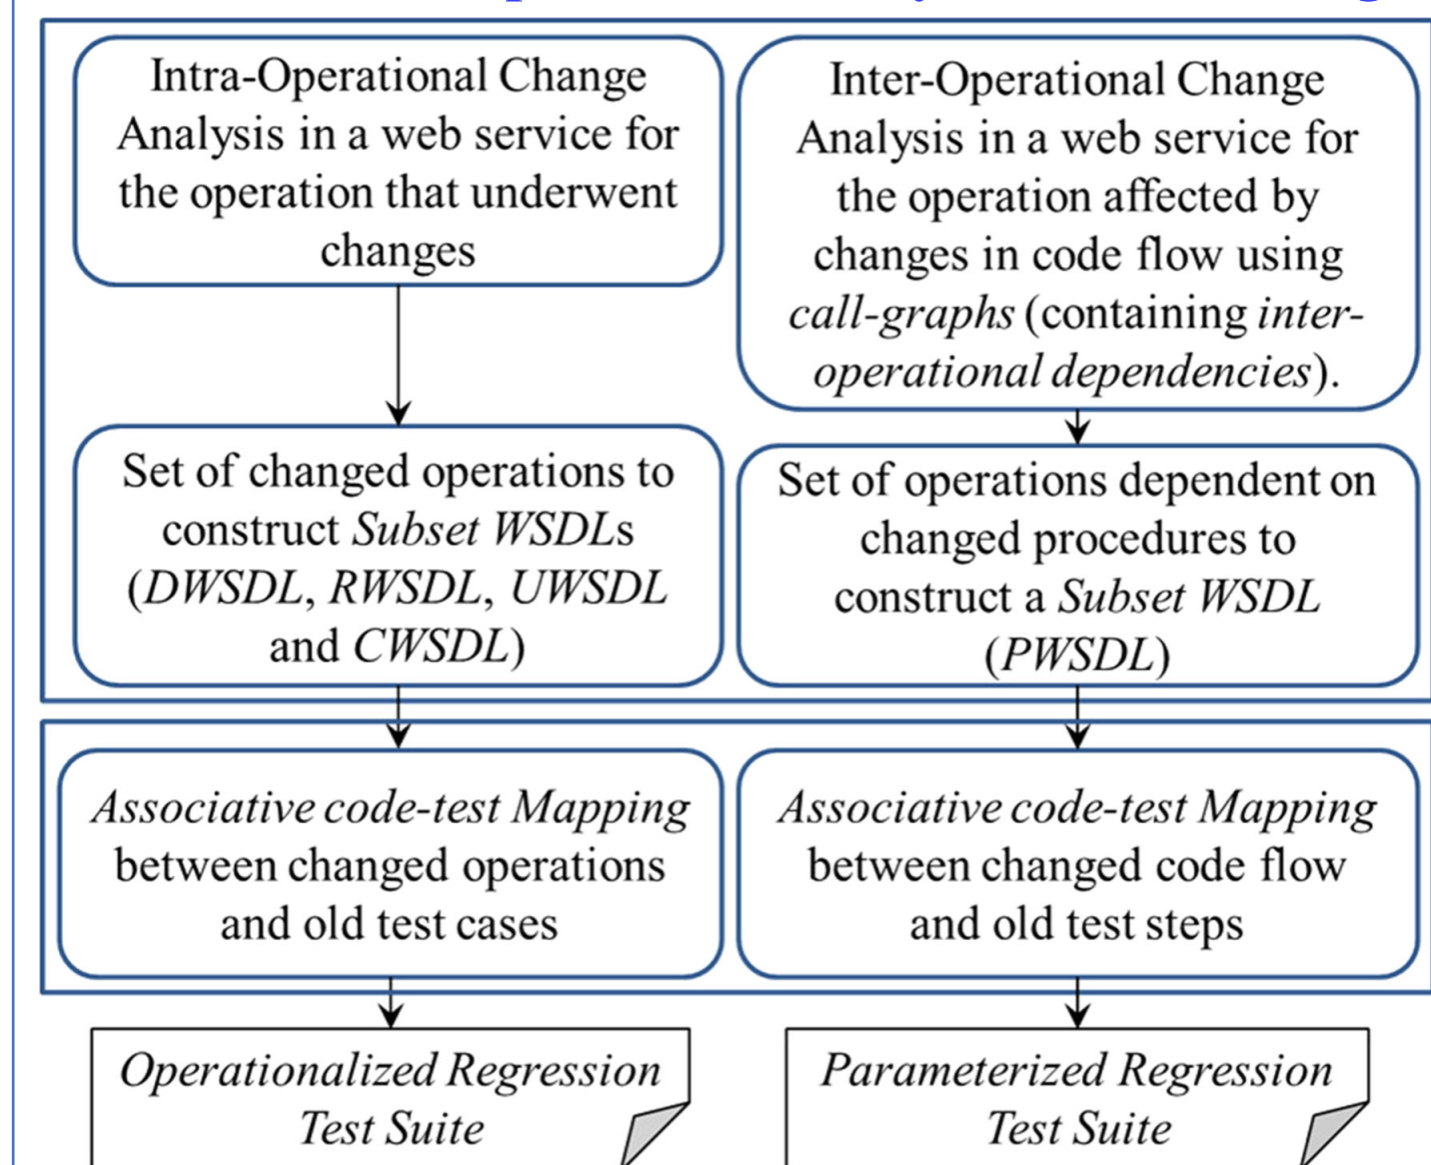 Intra-Operational Change
Analysis in a web service for
the operation that underwent
changes
Inter-Operational Change
Analysis in a web service for
the operation affected by
changes in code flow using
call-graphs (containing inter-
operational dependencies).
Set of changed operations to
construct Subset WSDLs
(DWSDL, RWSDL, UWSDL
and CWSDL)
Set of operations dependent on
changed procedures to
construct a Subset WSDL
(PWSDL)
Associative code-test Mapping
between changed operations
and old test cases
Associative code-test Mapping
between changed code flow
and old test steps
Operationalized Regression
Test Suite
Parameterized Regression
Test Suite